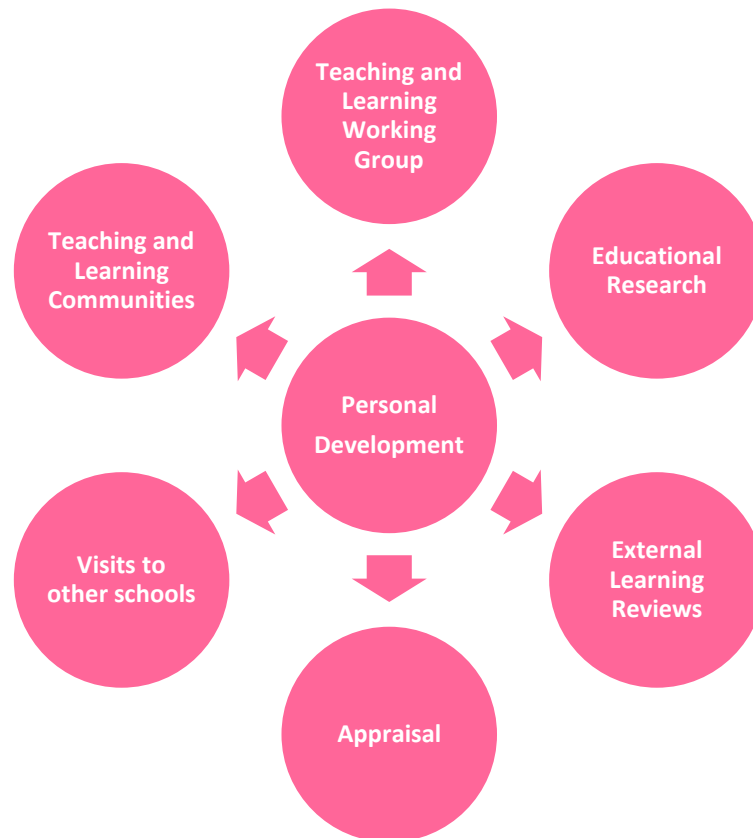 Teaching and
Learning
Working
Group
Teaching and
Learning
Communities
Educational
Research
Personal
Development
Visits to
other schools
External
Learning
Reviews
Appraisal